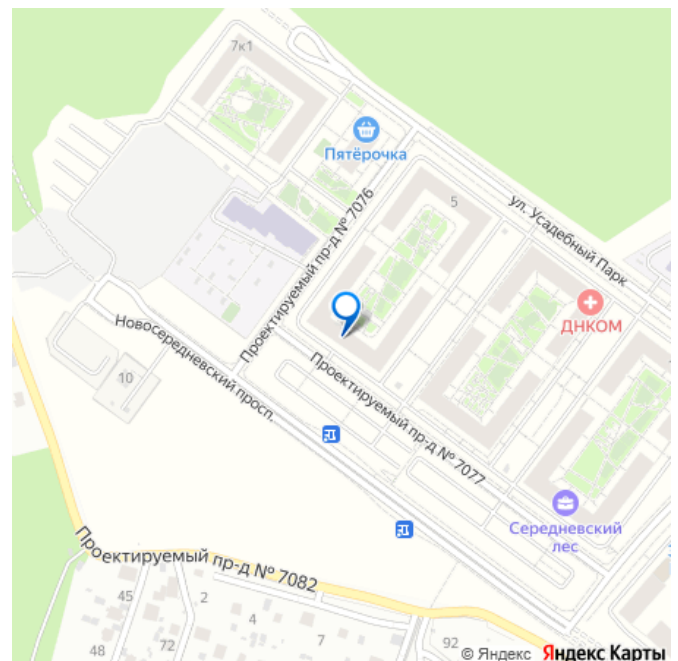 7к1
Пятёрочка
5
ул. Усадебный Парк
Проектируемый пр-д № 7076
ДНКОМ
Новосередневский просп.
10
Проектируемый пр-д № 7077
Середневский
лес
Проектируемый пр-д № 7082
45
2
4
7
48
72
92
© Яндекс Яндекс Карты